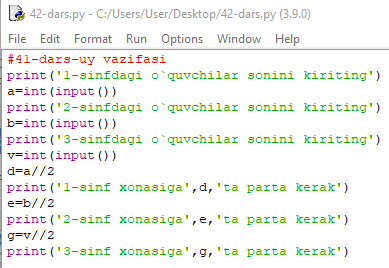 42-dars.py - C:/Users/User/Desktop/42-dars.py (3.9.0)
File Edit Format Run Options Window Help
#41-dars-uy vazifasi
print('1-sinfdagi o`quvchilar sonini kiriting')
a=int(input())
print('2-sinfdagi o`quvchilar sonini kiriting')
b=int(input())
print('3-sinfdagi o`quvchilar sonini kiriting')
v=int(input())
d=a//2
print('1-sinf xonasiga',d,'ta parta kerak')
e=b//2
print('2-sinf xonasiga',e,'ta parta kerak')
g=v//2
print('3-sinf xonasiga',g,'ta parta kerak')